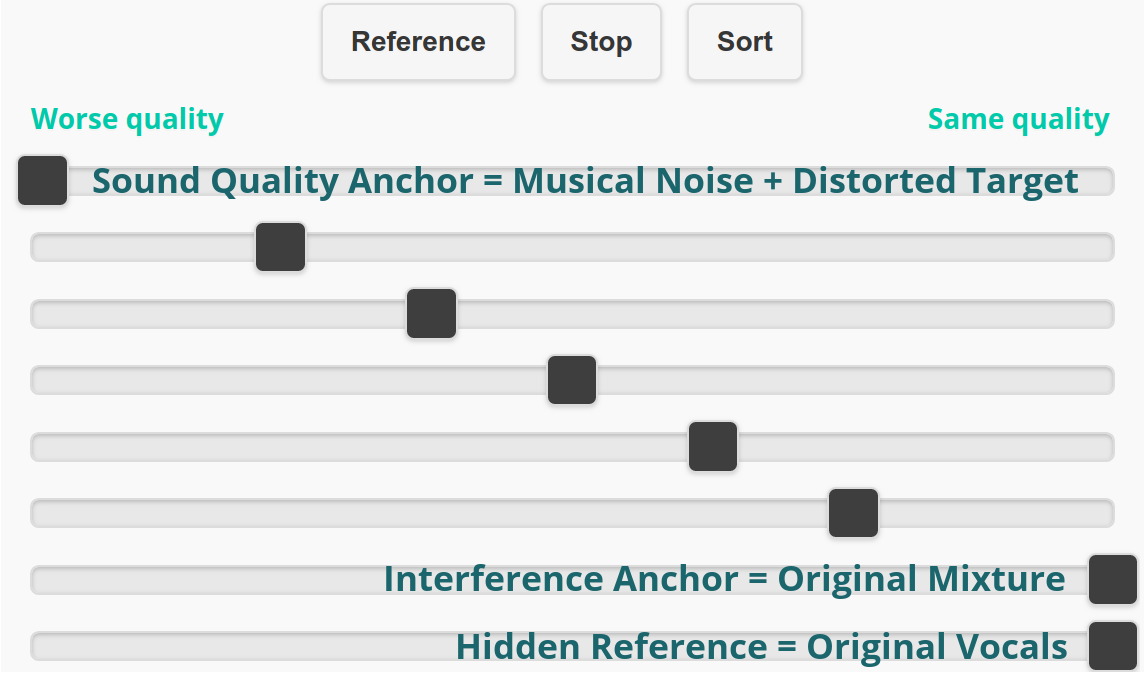 Reference Stop Sort
Worse quality Same quality
Sound Quality Anchor = Musical Noise + Distorted Target
Interference Anchor = Original Mixture
Hidden Reference = Original Vocals